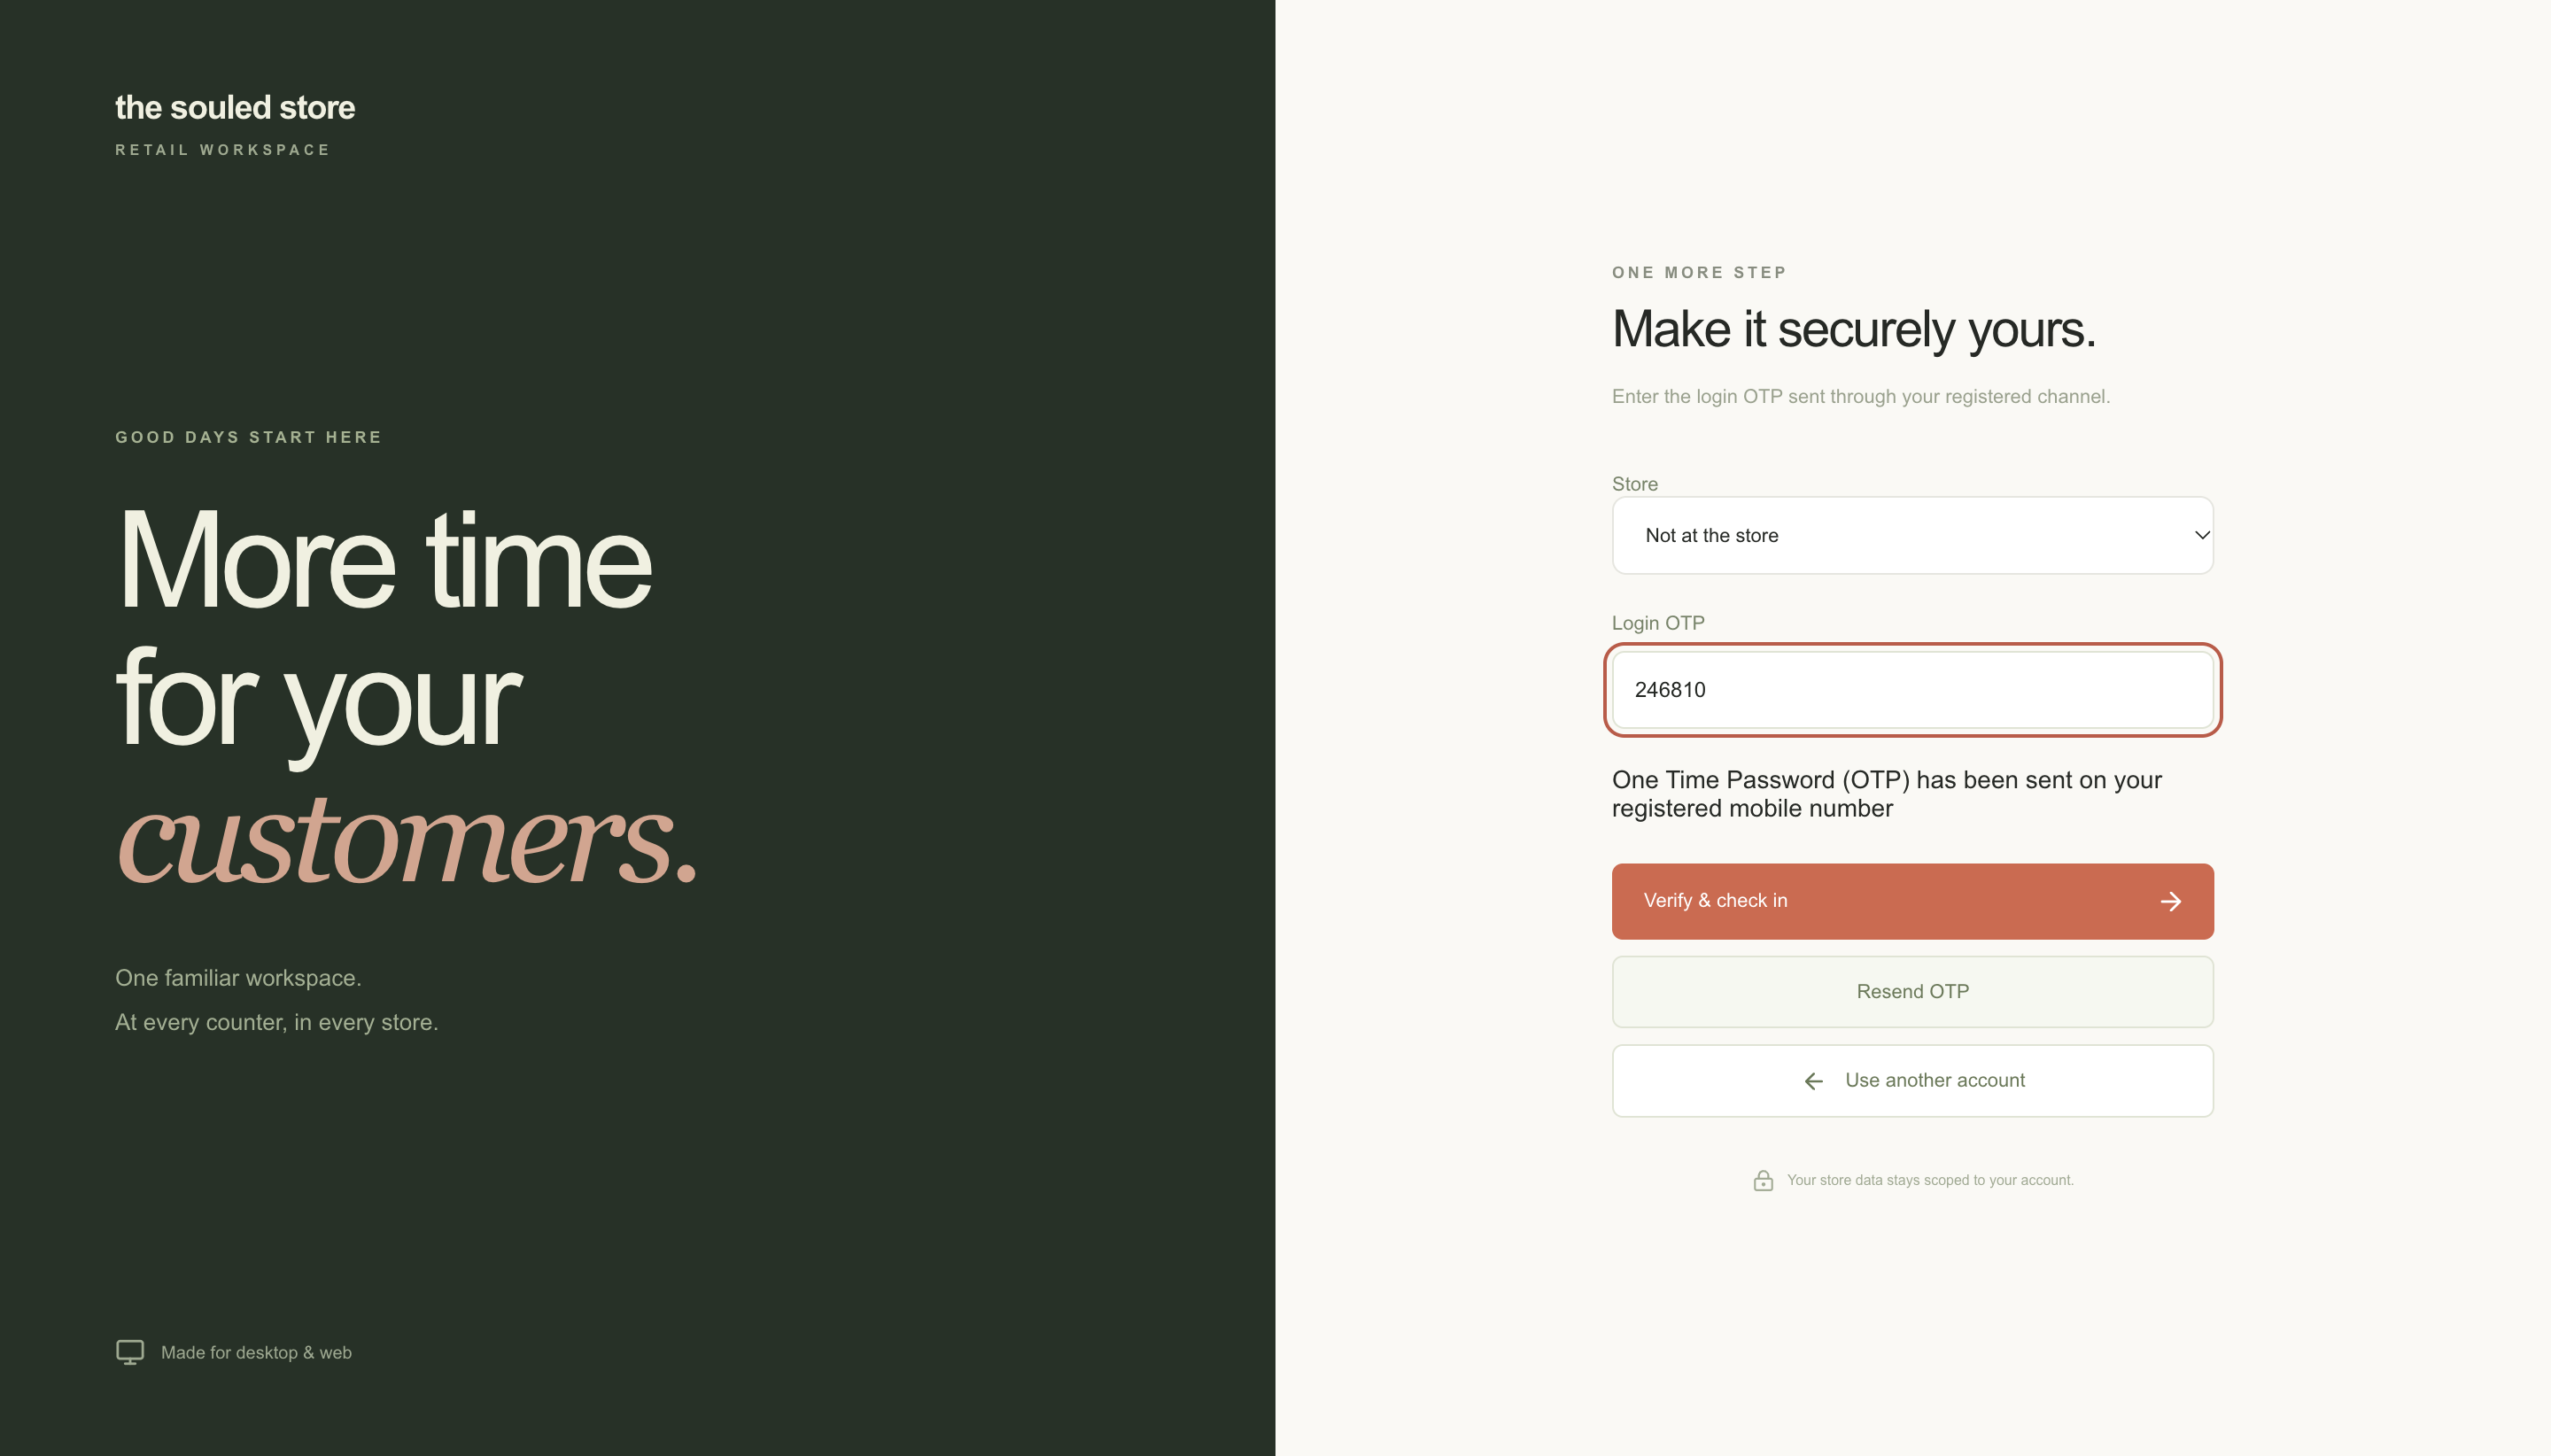 the souled store
RETAIL WORKSPACE
GOOD DAYS START HERE
More time
for your
customers.
One familiar workspace.
At every counter, in every store.
Made for desktop & web
ONE MORE STEP
Make it securely yours.
Enter the login OTP sent through your registered channel.
Store
Not at the store
Login OTP
246810
One Time Password (OTP) has been sent on your
registered mobile number
Verify & check in
Resend OTP
Use another account
Your store data stays scoped to your account.